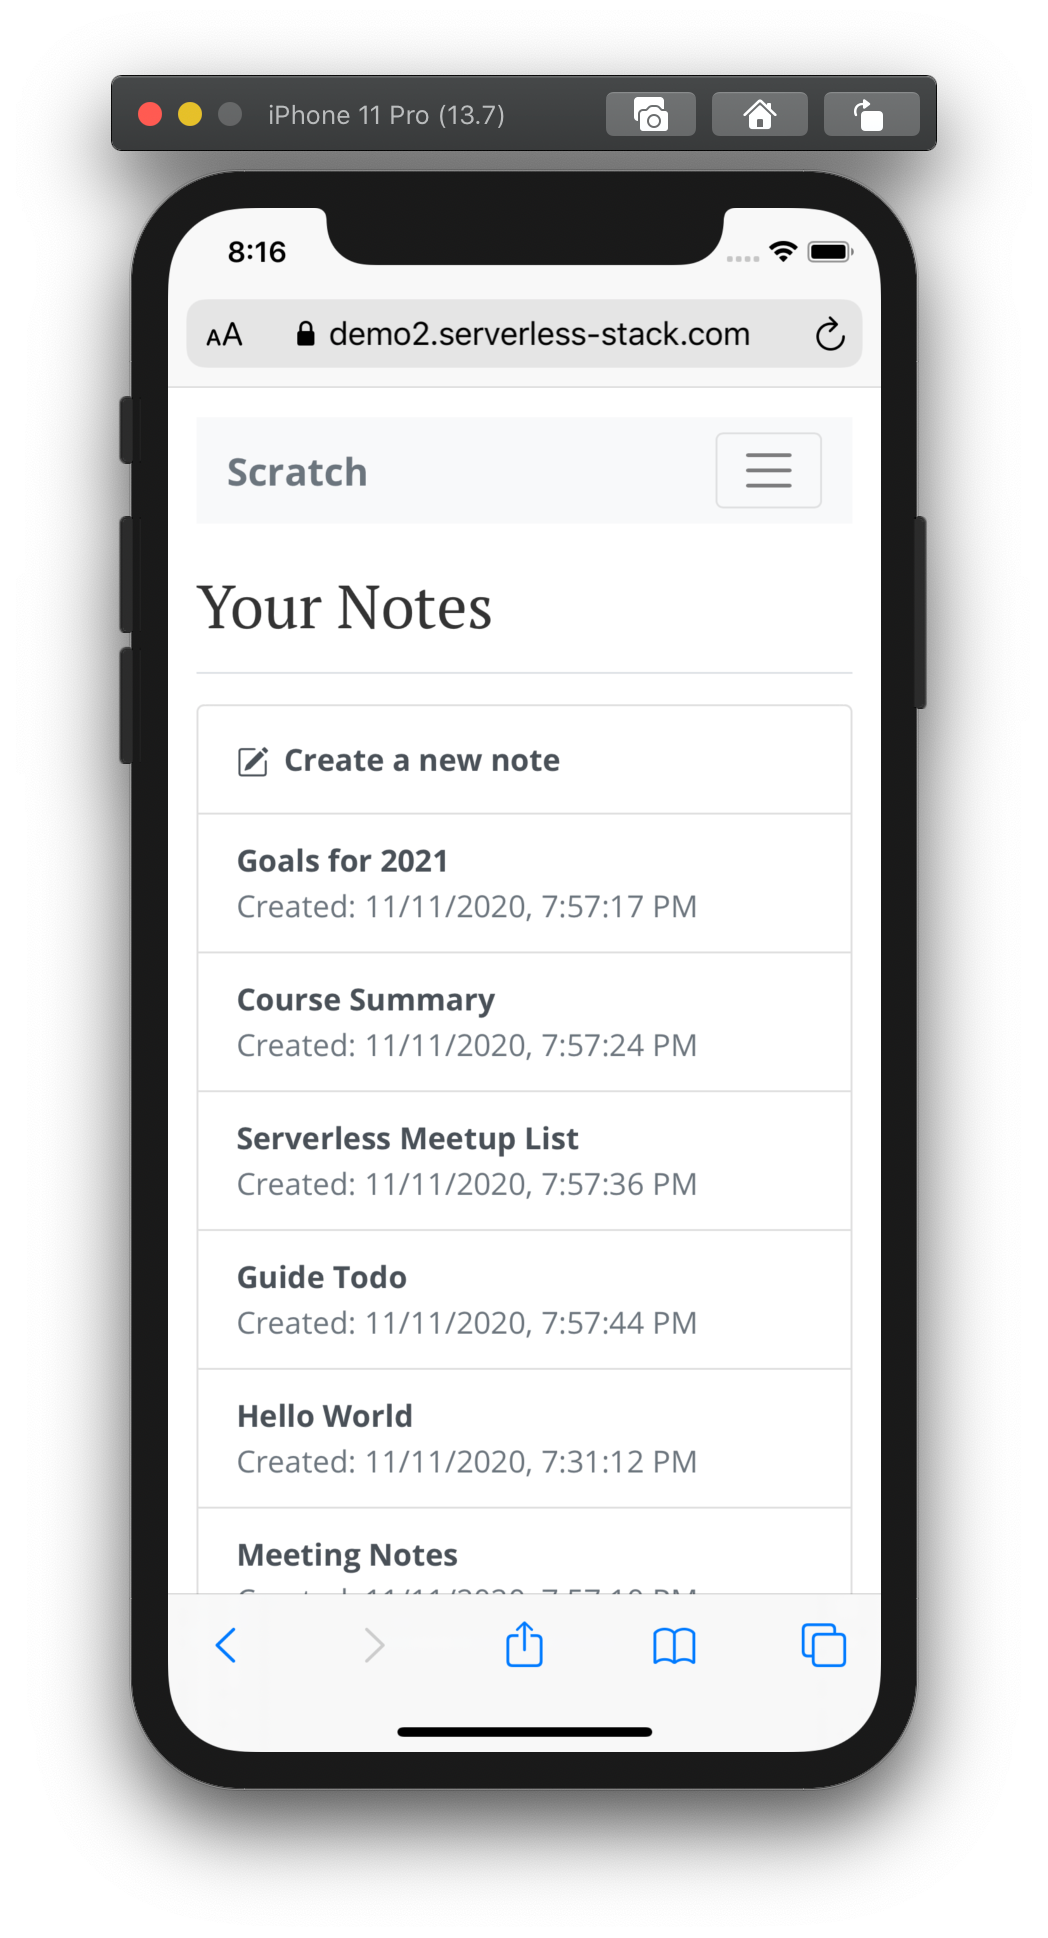 iPhone 11 Pro (13.7)
8:16
AA demo2.serverless-stack.com
Scratch
Your Notes
Create a new note
Goals for 2021
Created: 11/11/2020, 7:57:17 PM
Course Summary
Created: 11/11/2020, 7:57:24 PM
Serverless Meetup List
Created: 11/11/2020, 7:57:36 PM
Guide Todo
Created: 11/11/2020, 7:57:44 PM
Hello World
Created: 11/11/2020, 7:31:12 PM
Meeting Notes